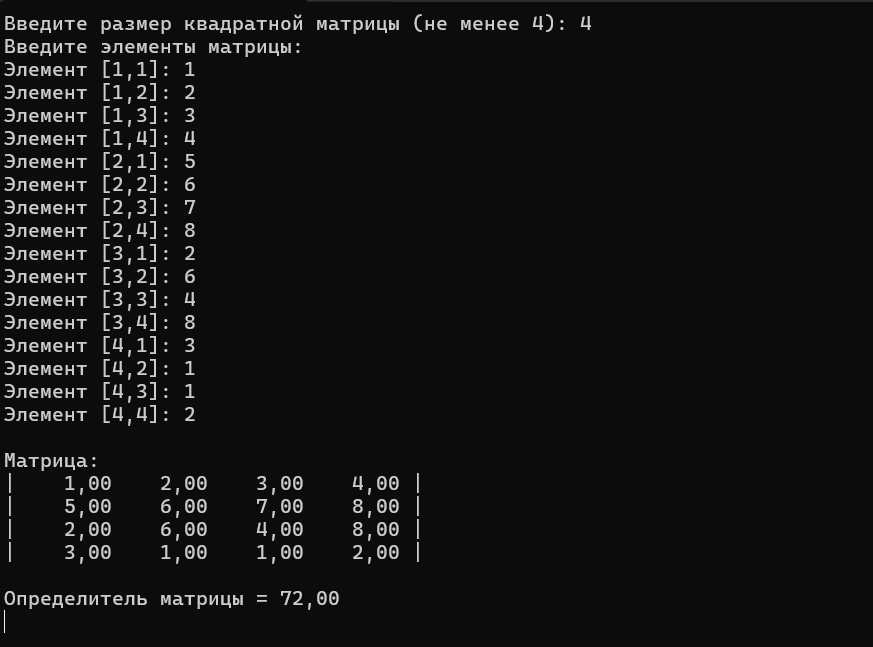 Введите размер квадратной матрицы (не менее 4): 4
Введите элементы матрицы:
Элемент [1,1]: 1
Элемент [1,2]: 2
Элемент [1,3]: 3
Элемент [1,4]: 4
Элемент [2,1]: 5
Элемент [2,2]: 6
Элемент [2,3]: 7
Элемент [2,4]: 8
Элемент [3,1]: 2
Элемент [3,2]: 6
Элемент [3,3]: 4
Элемент [3,4]: 8
Элемент [4,1]: 3
Элемент [4,2]: 1
Элемент [4,3]: 1
Элемент [4,4]: 2
Матрица:
|    1,00    2,00    3,00    4,00 |
|    5,00    6,00    7,00    8,00 |
|    2,00    6,00    4,00    8,00 |
|    3,00    1,00    1,00    2,00 |
Определитель матрицы = 72,00